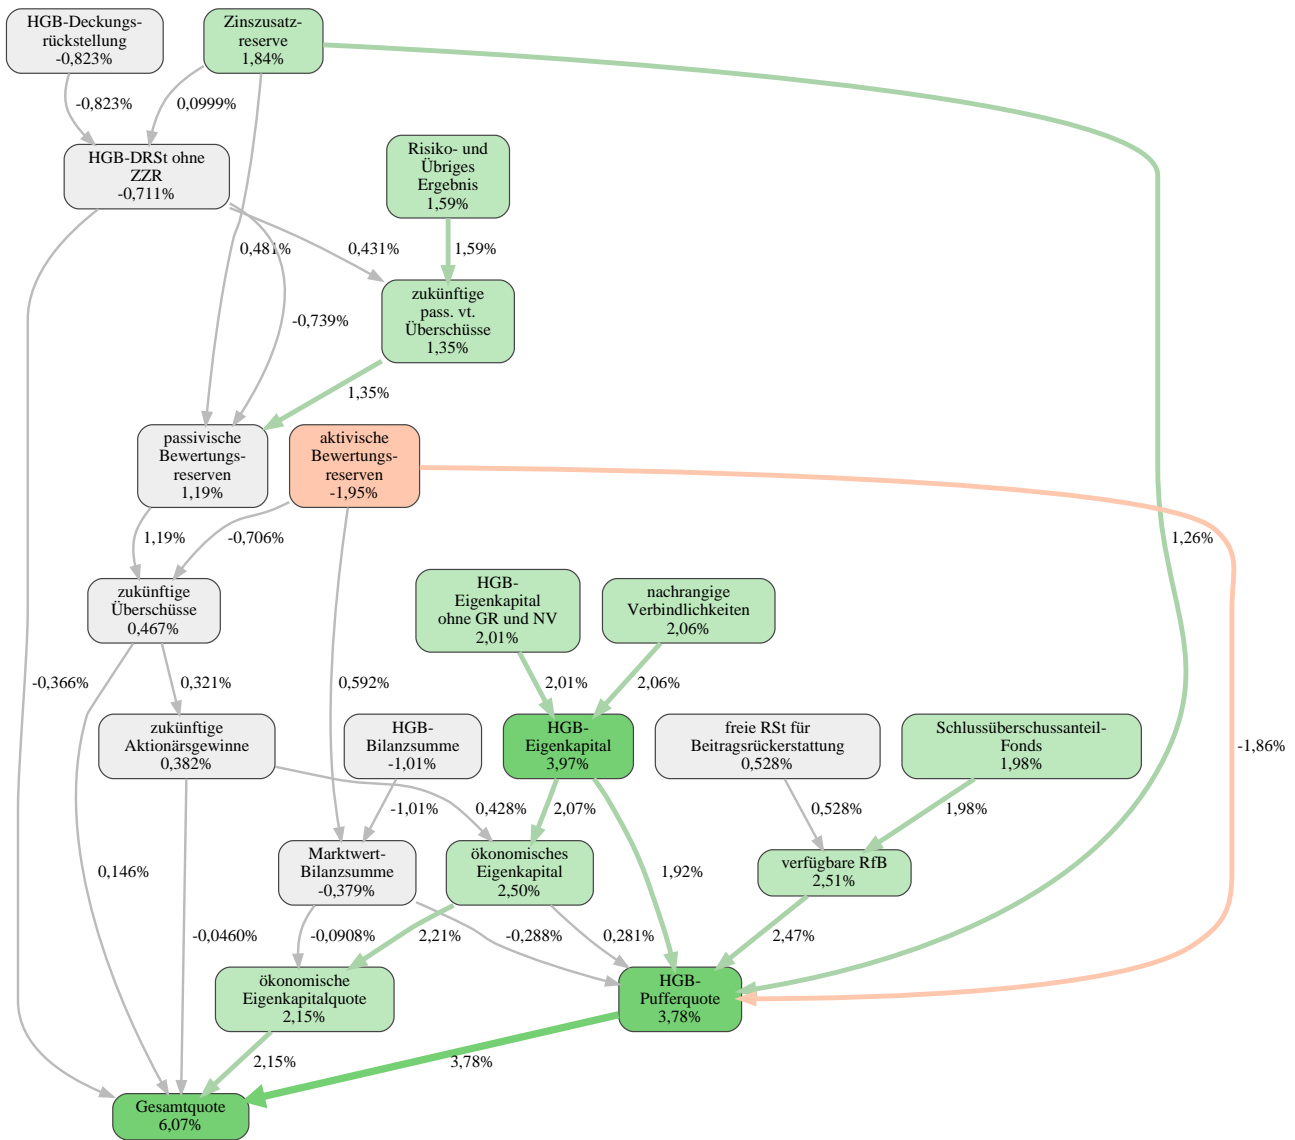 HGB-Deckungs-
rückstellung
-0,823%
Zinszusatz-
reserve
1,84%
-0,823%
0,0999%
HGB-DRSt ohne
ZZR
-0,711%
Risiko- und
Übriges
Ergebnis
1,59%
0,481%
0,431%
1,59%
-0,739%
zukünftige
pass. vt.
Überschüsse
1,35%
1,35%
passivische
Bewertungs-
reserven
1,19%
aktivische
Bewertungs-
reserven
-1,95%
1,19%
-0,706%
1,26%
-1,86%
zukünftige
Überschüsse
0,467%
HGB-
Eigenkapital
ohne GR und NV
2,01%
nachrangige
Verbindlichkeiten
2,06%
-0,366%
0,321%
0,592%
2,01%
2,06%
zukünftige
Aktionärsgewinne
0,382%
HGB-
Bilanzsumme
-1,01%
HGB-
Eigenkapital
3,97%
freie RSt für
Beitragsrückerstattung
0,528%
Schlussüberschussanteil-
Fonds
1,98%
-1,01%
0,428%
2,07%
0,528%
1,98%
0,146%
Marktwert-
Bilanzsumme
-0,379%
ökonomisches
Eigenkapital
2,50%
1,92%
verfügbare RfB
2,51%
-0,0460%
-0,0908%
2,21%
-0,288%
0,281%
2,47%
ökonomische
Eigenkapitalquote
2,15%
HGB-
Pufferquote
3,78%
2,15%
3,78%
Gesamtquote
6,07%